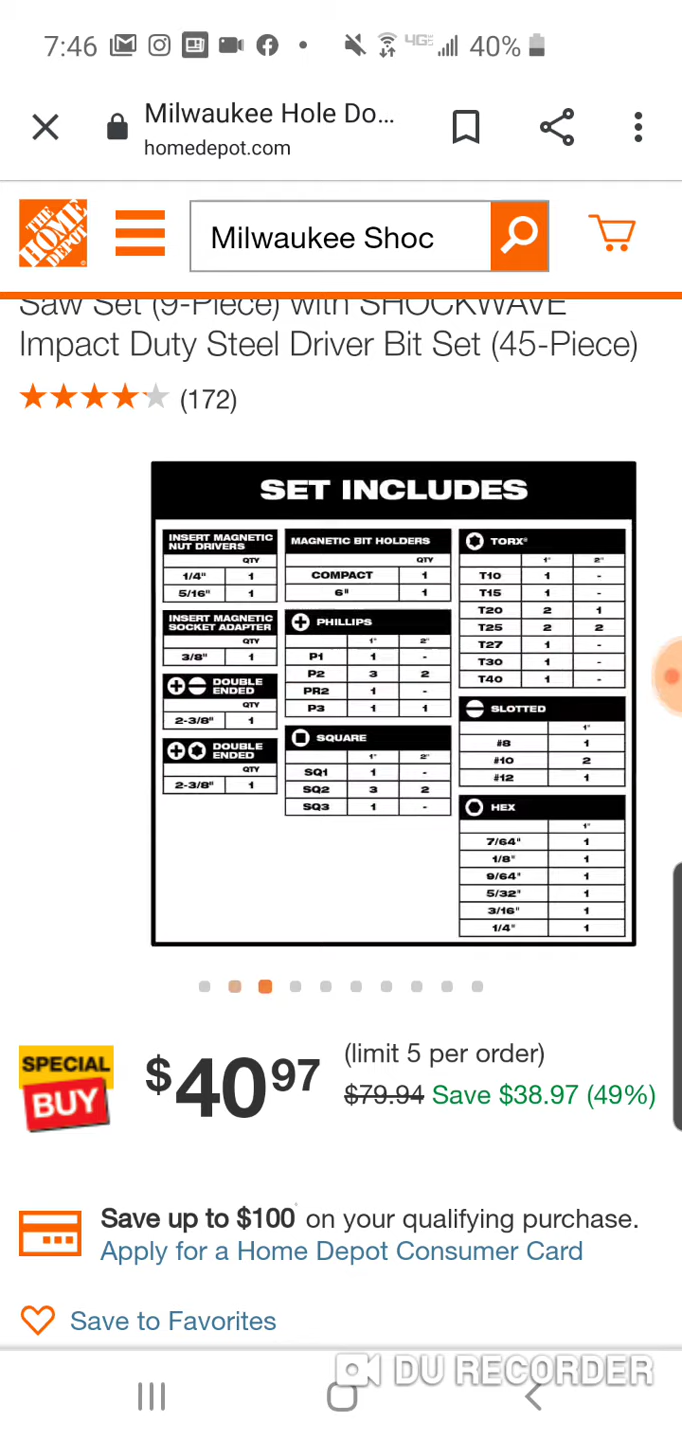 7:46 4GE 40%
Milwaukee Hole Do...
homedepot.com
THE HOME DEPOT
Milwaukee Shoc
Saw Set (9-Piece) with SHOCKWAVE
Impact Duty Steel Driver Bit Set (45-Piece)
(172)
SET INCLUDES
INSERT MAGNETIC
NUT DRIVERS
QTY
1/4" 1
5/16" 1
INSERT MAGNETIC
SOCKET ADAPTER
QTY
3/8" 1
DOUBLE
ENDED
QTY
2-3/8" 1
DOUBLE
ENDED
QTY
2-3/8" 1
MAGNETIC BIT HOLDERS
QTY
COMPACT 1
6" 1
PHILLIPS
1" 2"
P1 1 -
P2 3 2
PR2 1 -
P3 1 1
SQUARE
1" 2"
SQ1 1 -
SQ2 3 2
SQ3 1 -
TORX®
1" 2"
T10 1 -
T15 1 -
T20 2 1
T25 2 2
T27 1 -
T30 1 -
T40 1 -
SLOTTED
1"
#8 1
#10 2
#12 1
HEX
1"
7/64" 1
1/8" 1
9/64" 1
5/32" 1
3/16" 1
1/4" 1
SPECIAL
BUY
$40 97
(limit 5 per order)
$79.94 Save $38.97 (49%)
Save up to $100 on your qualifying purchase.
Apply for a Home Depot Consumer Card
Save to Favorites
DU RECORDER